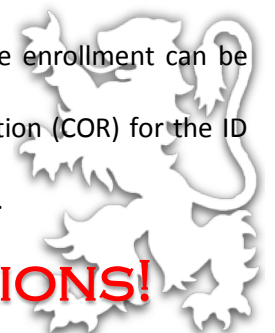 e enrollment can be
tion (COR) for the ID
.
IONS!